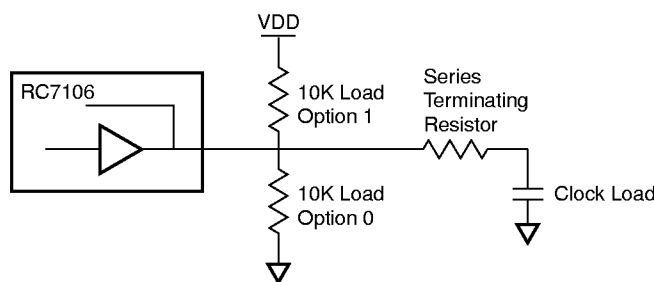 VDD
RC7106
10K Load
Option 1
Series
Terminating
Resistor
10K Load
Option 0
Clock Load